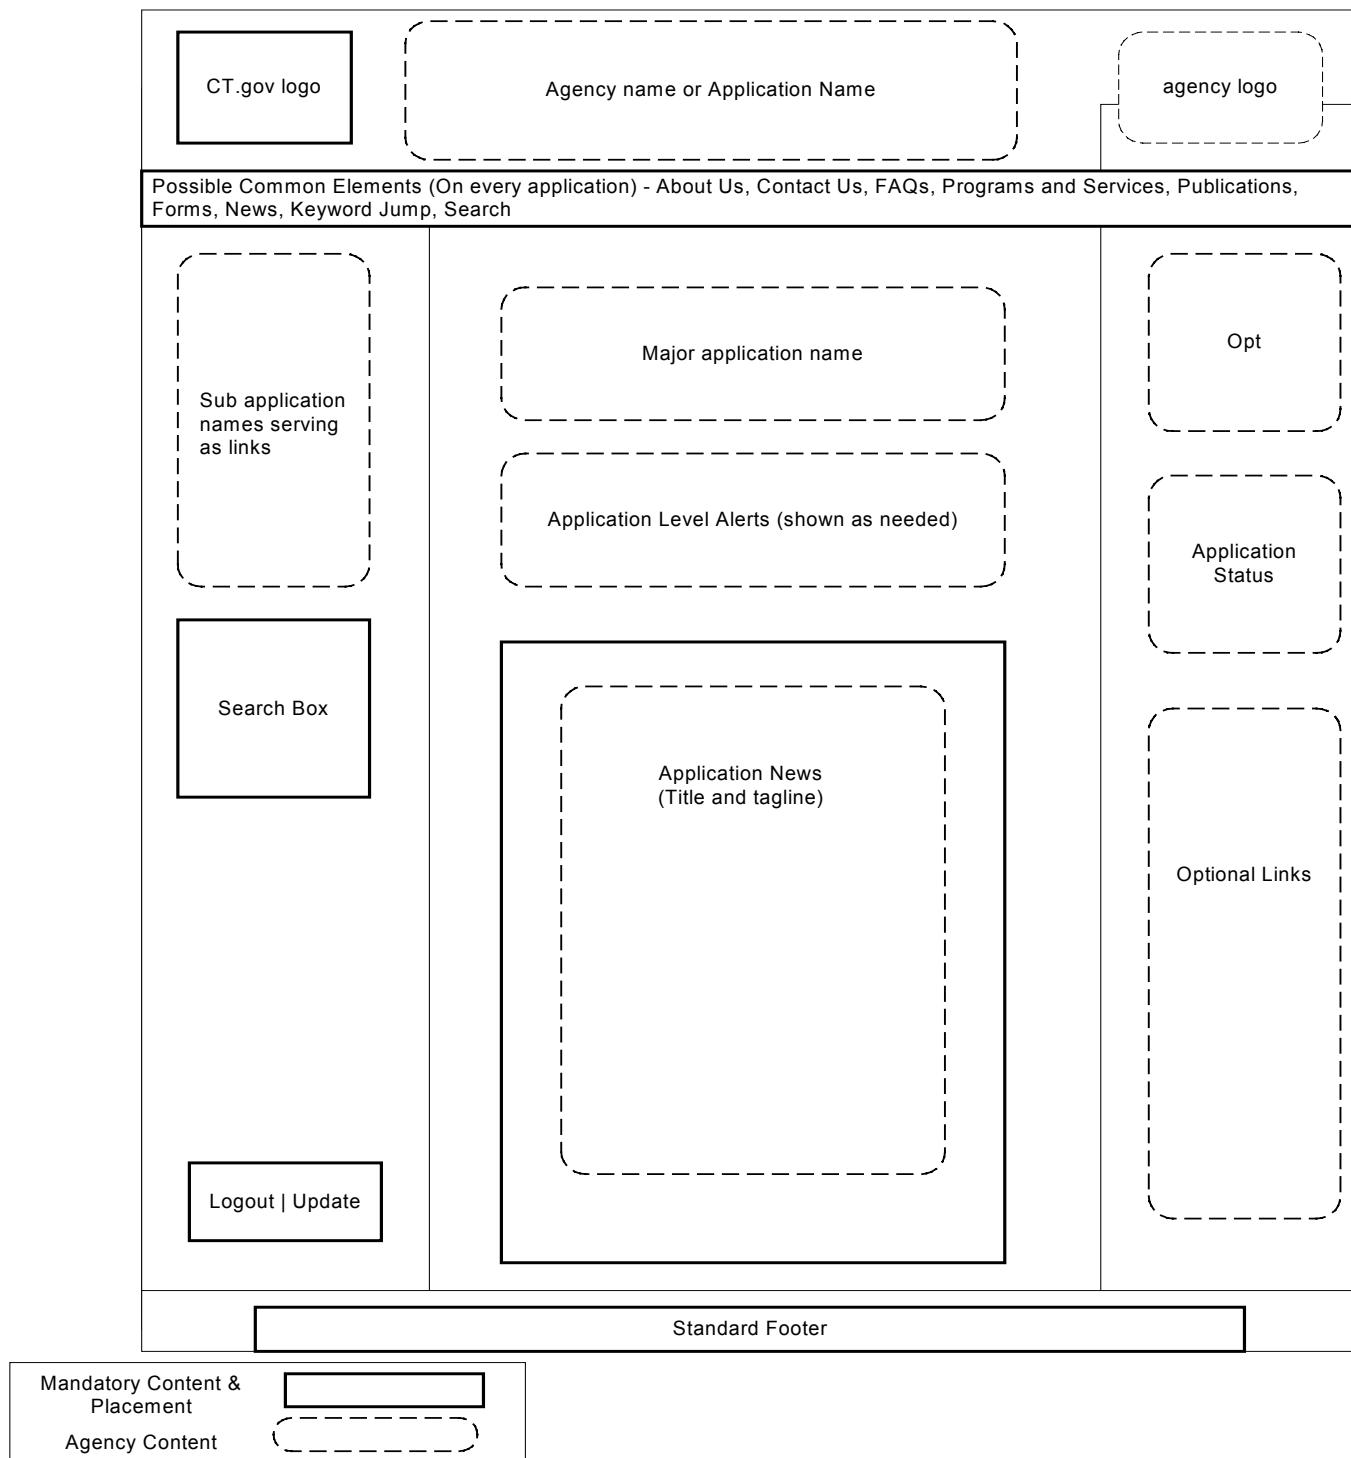 CT.gov logo
Agency name or Application Name
agency logo
Possible Common Elements (On every application) - About Us, Contact Us, FAQs, Programs and Services, Publications,
Forms, News, Keyword Jump, Search
Sub application
names serving
as links
Search Box
Logout | Update
Major application name
Application Level Alerts (shown as needed)
Application News
(Title and tagline)
Opt
Application
Status
Optional Links
Standard Footer
Mandatory Content &
Placement
Agency Content